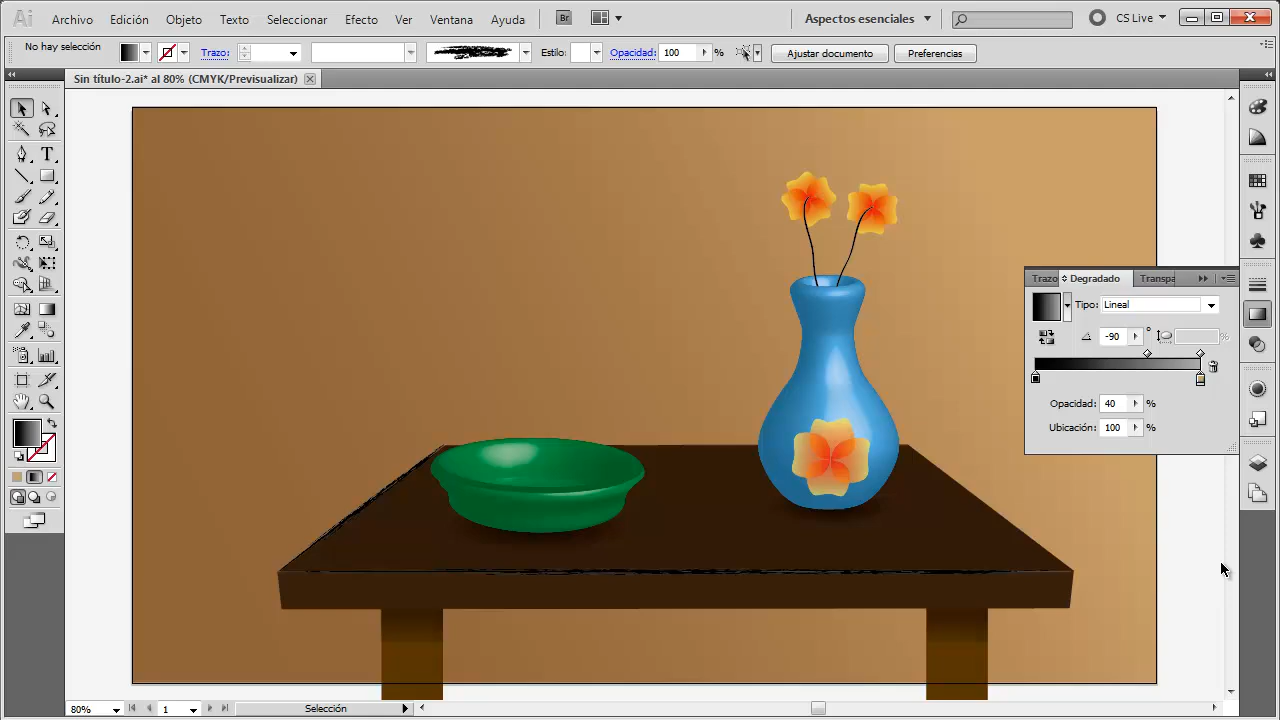 Ai Archivo Edición Objeto Texto Seleccionar Efecto Ver Ventana Ayuda Br Aspectos esenciales CS Live
No hay selección Trazo: Estilo: Opacidad: 100 % Ajustar documento Preferencias
Sin título-2.ai* al 80% (CMYK/Previsualizar)
T
Trazo Degradado Transpa
Tipo: Lineal
-90 ° %
Opacidad: 40 %
Ubicación: 100 %
80% 1 Selección